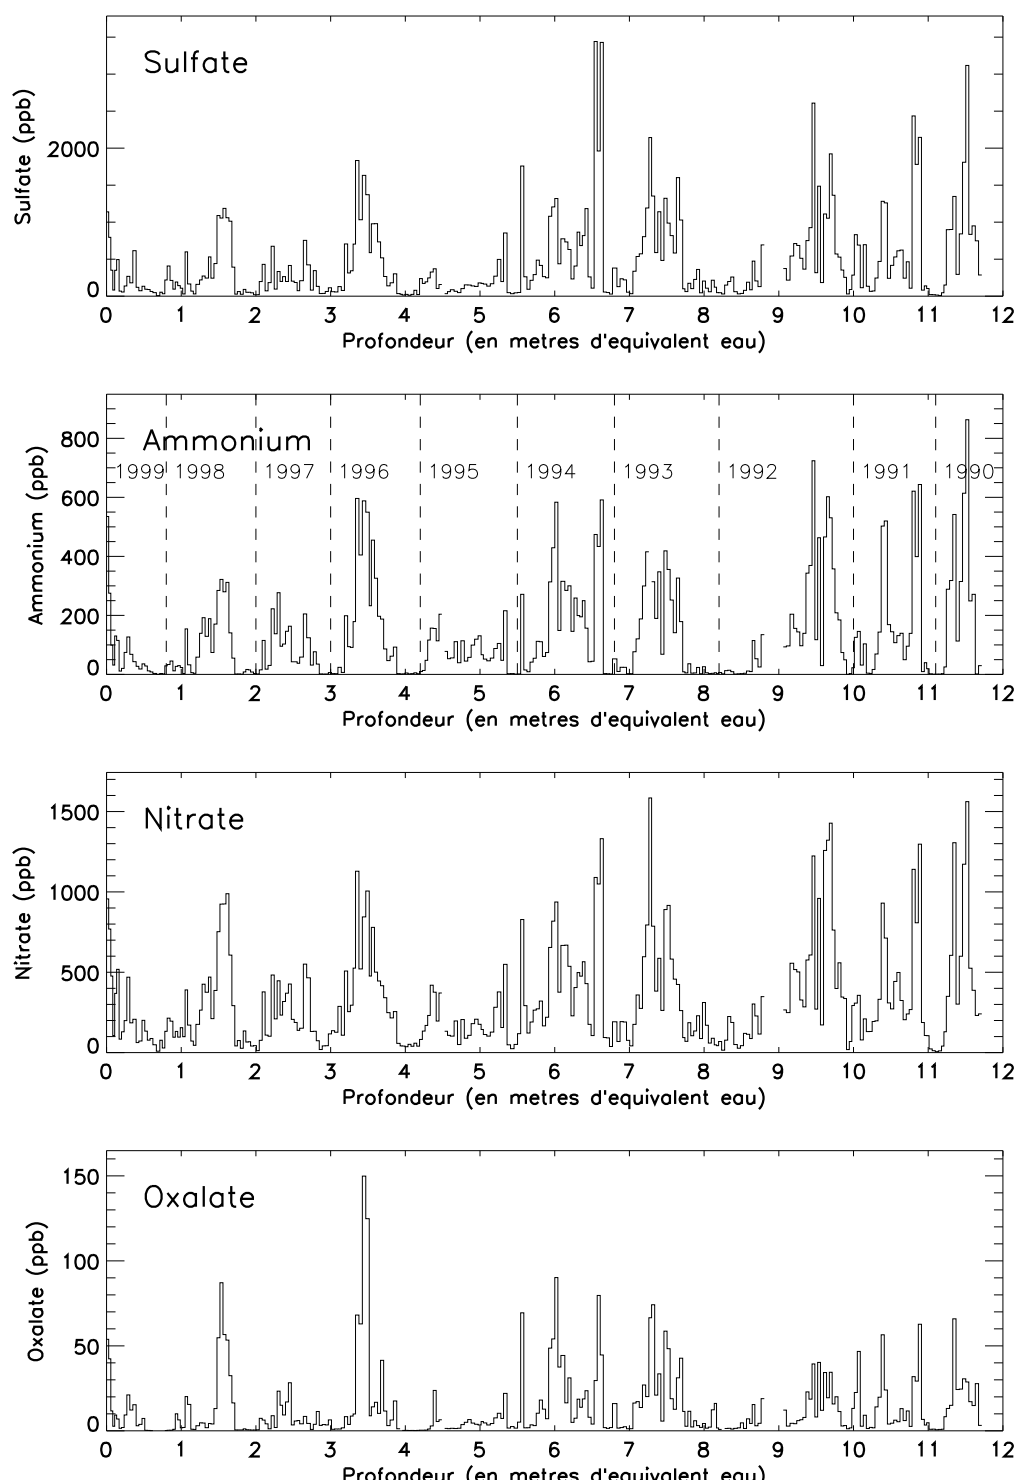 Sulfate
Sulfate (ppb)
2000
0
0 1 2 3 4 5 6 7 8 9 10 11 12
Profondeur (en metres d'equivalent eau)
Ammonium
Ammonium (ppb)
800
600
400
200
0
1999 1998 1997 1996 1995 1994 1993 1992 1991 1990
0 1 2 3 4 5 6 7 8 9 10 11 12
Profondeur (en metres d'equivalent eau)
Nitrate
Nitrate (ppb)
1500
1000
500
0
0 1 2 3 4 5 6 7 8 9 10 11 12
Profondeur (en metres d'equivalent eau)
Oxalate
Oxalate (ppb)
150
100
50
0
0 1 2 3 4 5 6 7 8 9 10 11 12
Profondeur (en metres d'equivalent eau)